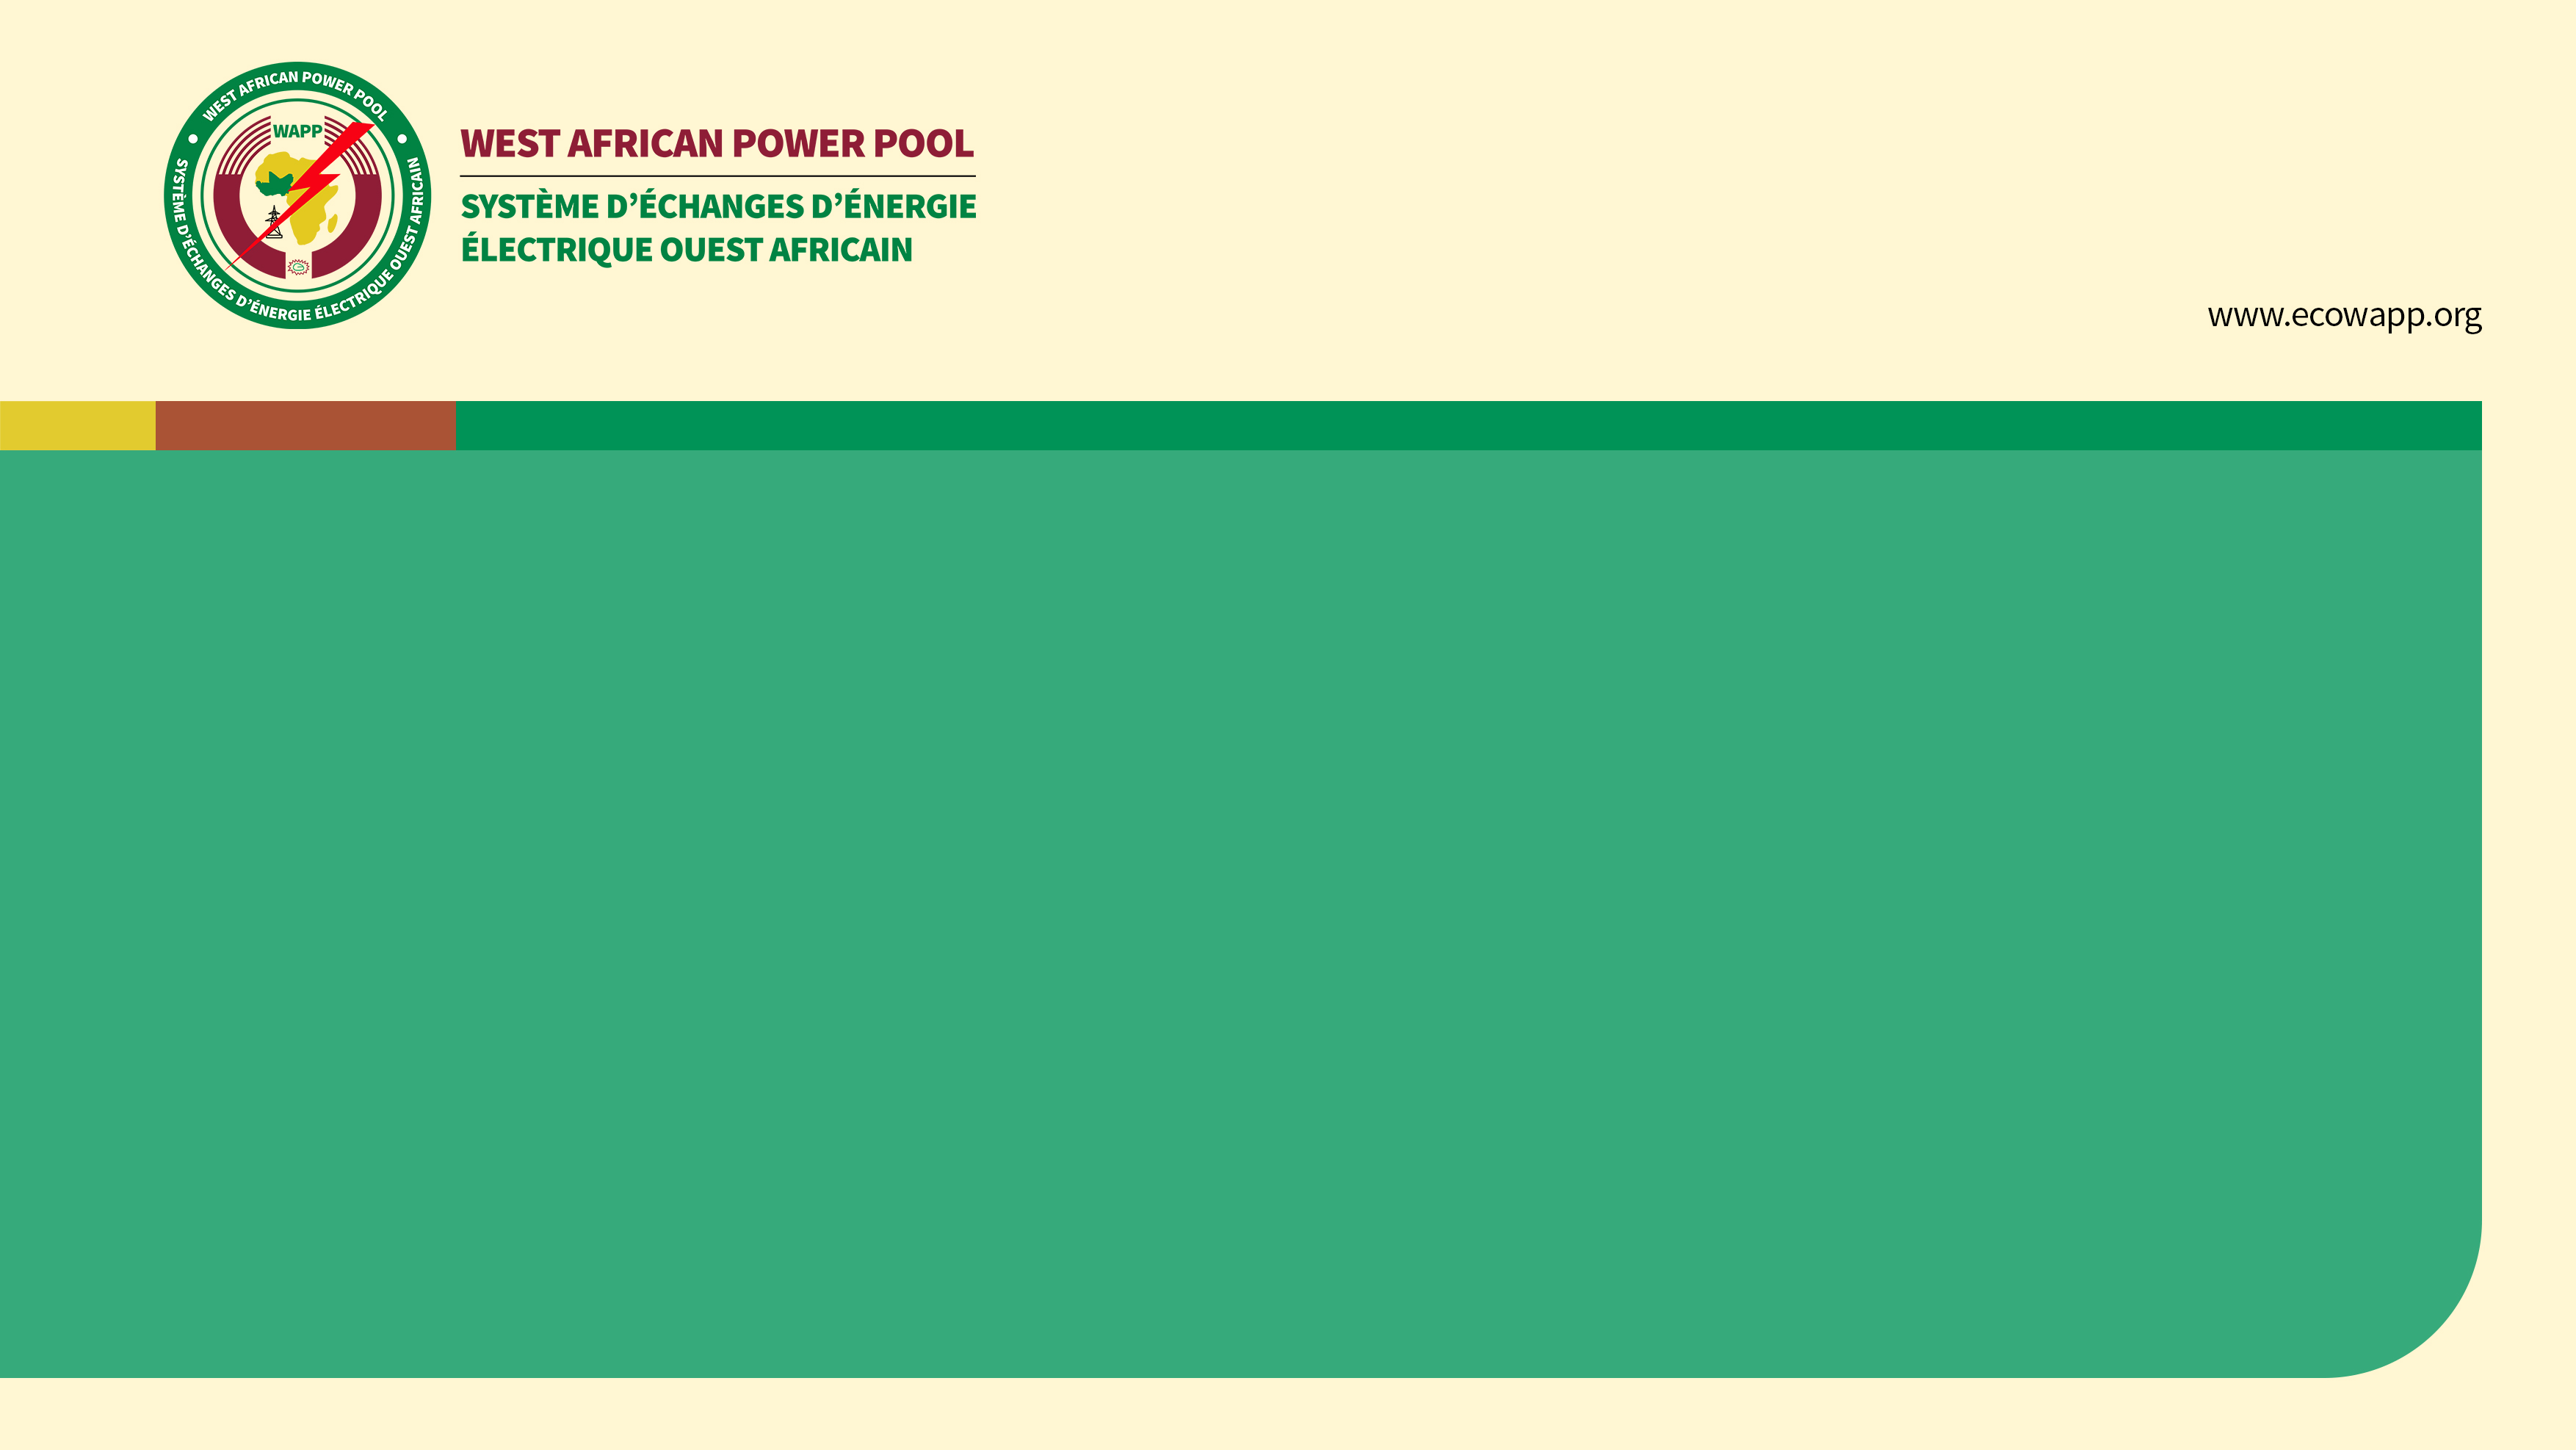 WEST AFRICAN POWER POOL
WAPP
SYSTÈME D’ÉCHANGES D’ÉNERGIE ÉLECTRIQUE OUEST AFRICAIN
WEST AFRICAN POWER POOL
SYSTÈME D’ÉCHANGES D’ÉNERGIE
ÉLECTRIQUE OUEST AFRICAIN
www.ecowapp.org